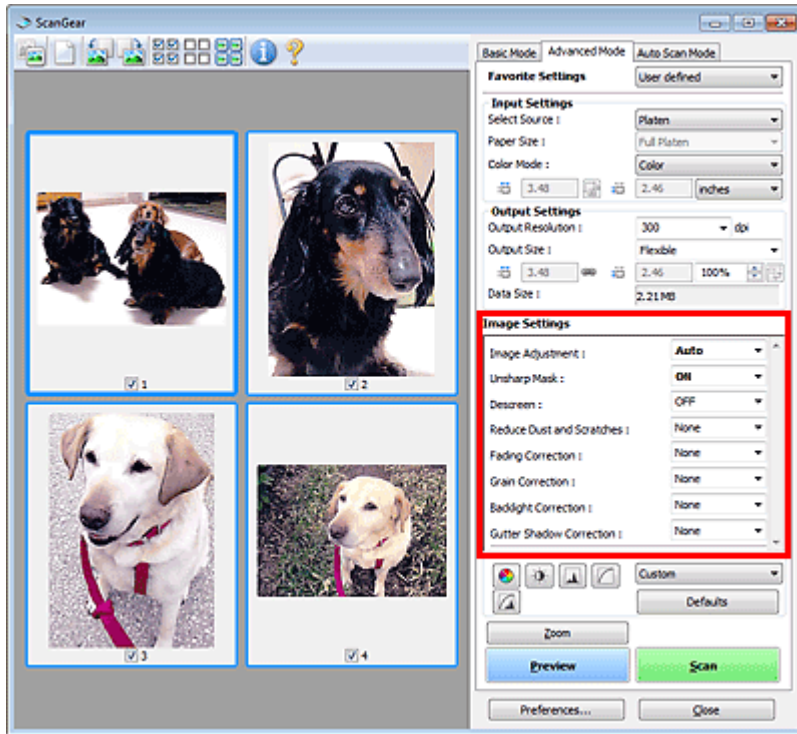 ScanGear
Basic Mode Advanced Mode Auto Scan Mode
Favorite Settings User defined
Input Settings
Select Source : Platen
Paper Size : Full Platen
Color Mode : Color
3.48 2.46 inches
Output Settings
Output Resolution : 300 dpi
Output Size : Flexible
3.48 2.46 100%
Data Size : 2.21 MB
Image Settings
Image Adjustment : Auto
Unsharp Mask : ON
Descreen : OFF
Reduce Dust and Scratches : None
Fading Correction : None
Grain Correction : None
Backlight Correction : None
Gutter Shadow Correction : None
1
2
3
4
Custom
Defaults
Zoom
Preview Scan
Preferences... Close